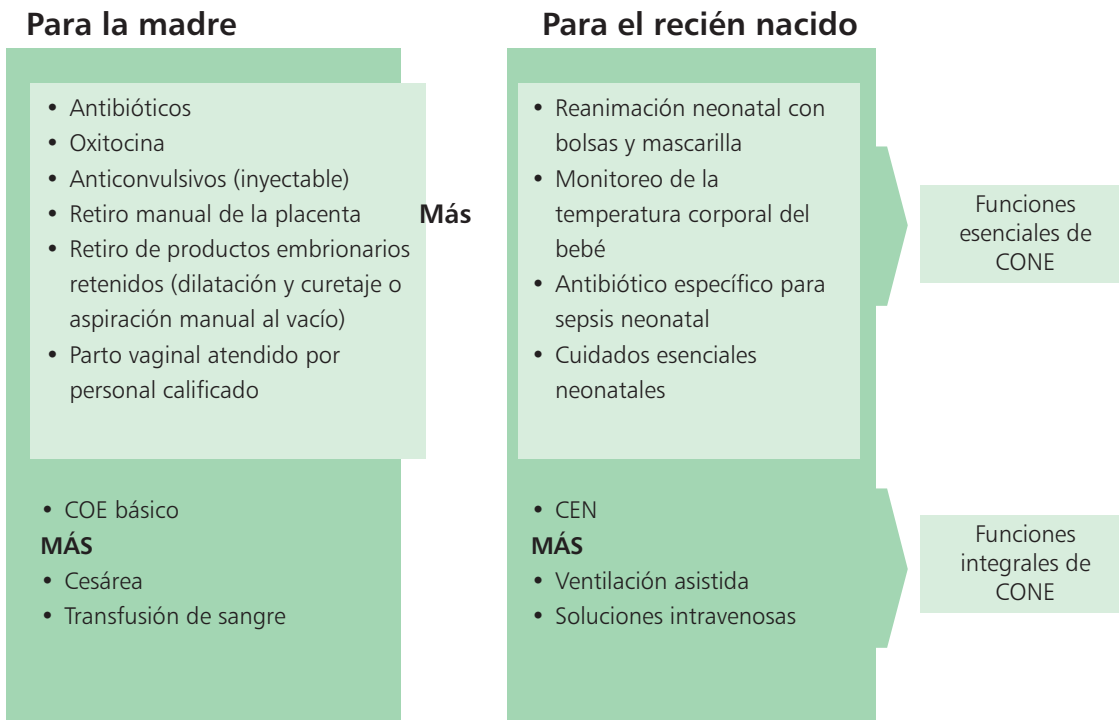 Para la madre
• Antibióticos
• Oxitocina
• Anticonvulsivos (inyectable)
• Retiro manual de la placenta
• Retiro de productos embrionarios
retenidos (dilatación y curetaje o
aspiración manual al vacío)
• Parto vaginal atendido por
personal calificado
Más
Para el recién nacido
• Reanimación neonatal con
bolsas y mascarilla
• Monitoreo de la
temperatura corporal del
bebé
• Antibiótico específico para
sepsis neonatal
• Cuidados esenciales
neonatales
Funciones
esenciales de
CONE
• COE básico
MÁS
• Cesárea
• Transfusión de sangre
• CEN
MÁS
• Ventilación asistida
• Soluciones intravenosas
Funciones
integrales de
CONE